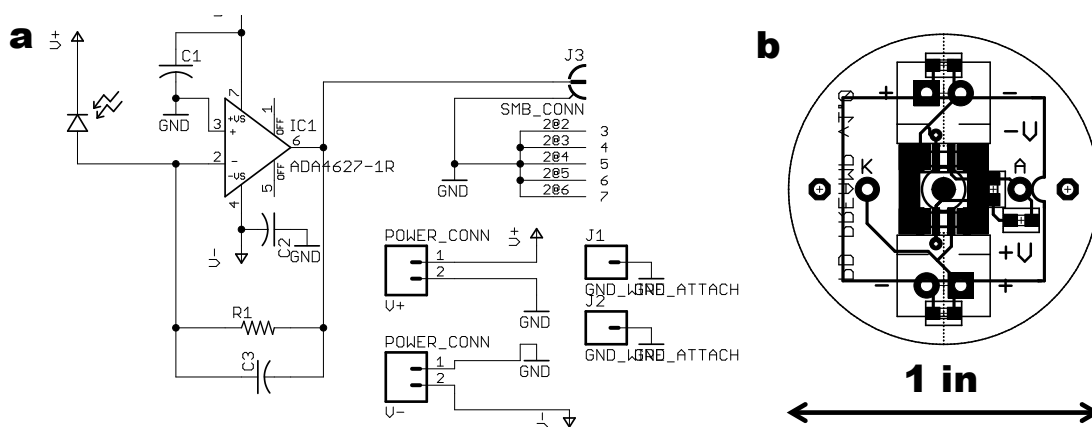 a
V+
C1
GND
7
+VS
3
+
2
-
-VS
4
1
OFF
5
OFF
6
IC1
ADA4627-1R
C2
GND
V-
R1
C3
J3
SMB_CONN
2@2 3
2@3 4
2@4 5
2@5 6
2@6 7
GND
POWER_CONN
1
2
V+
V+
GND
POWER_CONN
1
2
V-
GND
V-
J1
GND_ATTACH
J2
GND_ATTACH
b
+ -
-V
K
A
+V
- +
1 in